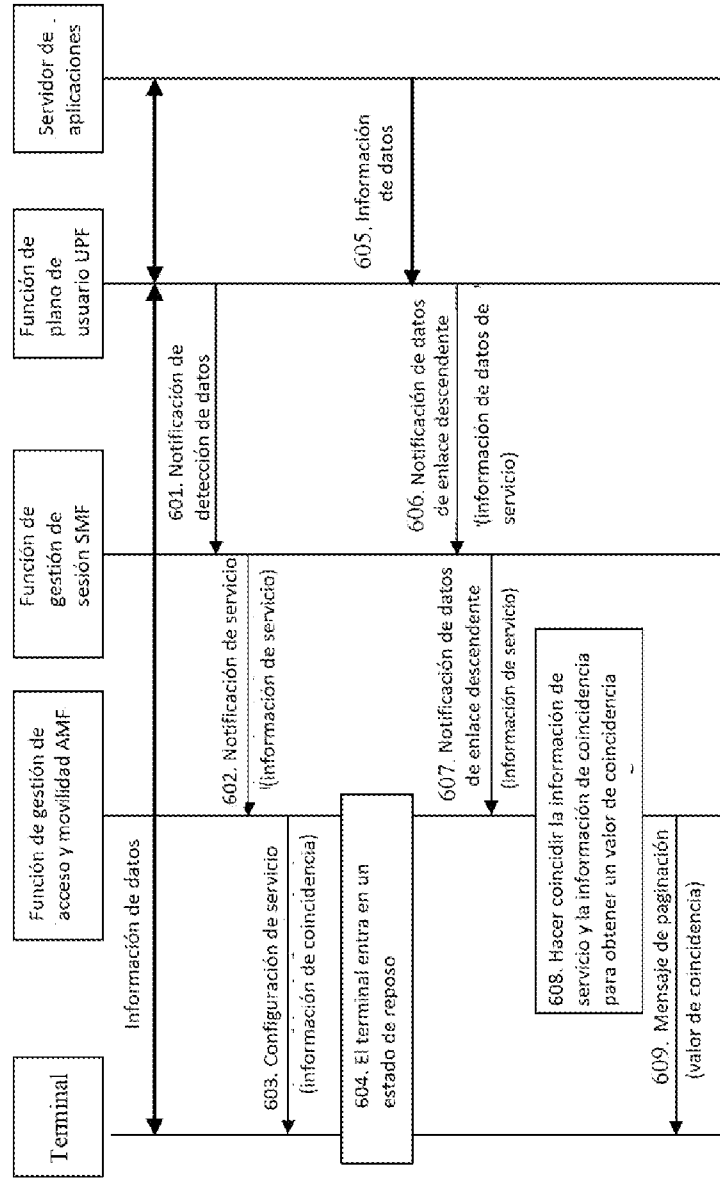 Terminal
Función de gestión de
acceso y movilidad AMF
Función de
gestión de
sesión SMF
Función de
plano de
usuario UPF
Servidor de
aplicaciones
Información de datos
601. Notificación de
detección de datos
602. Notificación de servicio
(información de servicio)
603. Configuración de servicio
(información de coincidencia)
604. El terminal entra en un
estado de reposo
605. Información
de datos
606. Notificación de datos
de enlace descendente
(información de datos de
servicio)
607. Notificación de datos
de enlace descendente
(información de servicio)
608. Hacer coincidir la información de
servicio y la información de coincidencia
para obtener un valor de coincidencia
609. Mensaje de paginación
(valor de coincidencia)